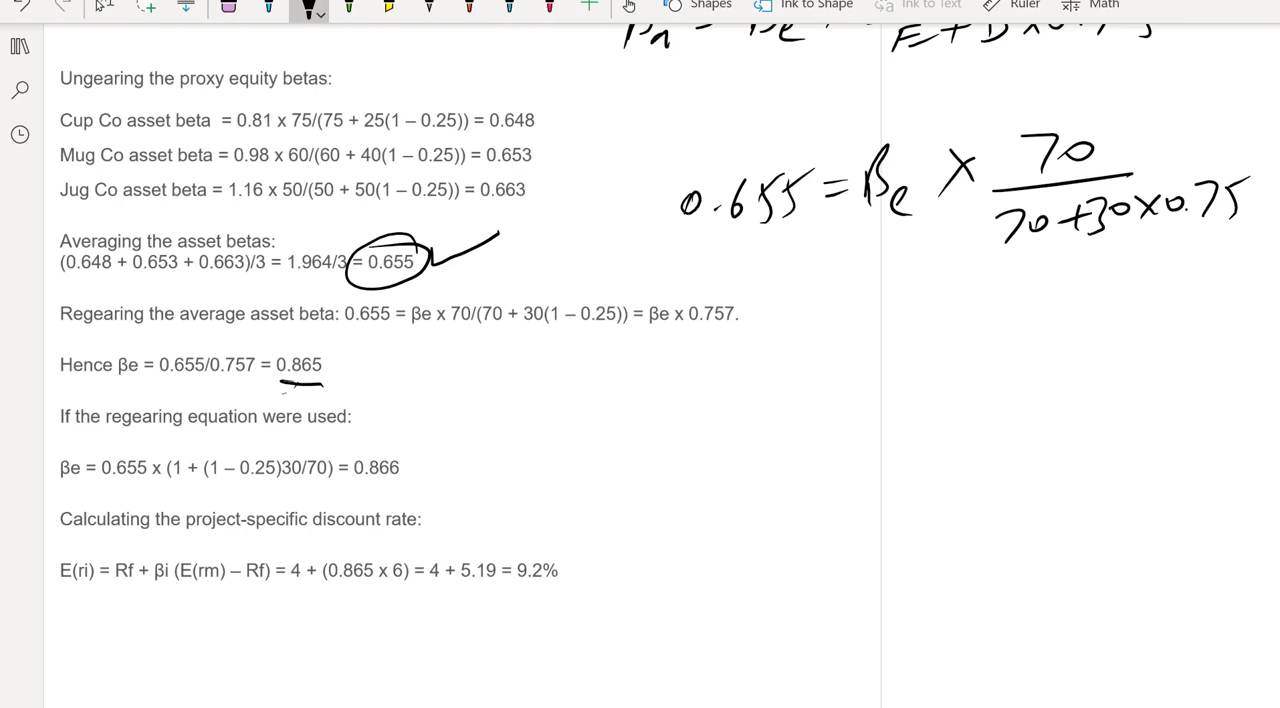 Shapes Ink to Shape Ink to Text Ruler Math
Ungearing the proxy equity betas:
Cup Co asset beta = 0.81 x 75/(75 + 25(1 – 0.25)) = 0.648
Mug Co asset beta = 0.98 x 60/(60 + 40(1 – 0.25)) = 0.653
Jug Co asset beta = 1.16 x 50/(50 + 50(1 – 0.25)) = 0.663
0.655 = βe × 70
70+30×0.75
Averaging the asset betas:
(0.648 + 0.653 + 0.663)/3 = 1.964/3 = 0.655
Regearing the average asset beta: 0.655 = βe x 70/(70 + 30(1 – 0.25)) = βe x 0.757.
Hence βe = 0.655/0.757 = 0.865
If the regearing equation were used:
βe = 0.655 x (1 + (1 – 0.25)30/70) = 0.866
Calculating the project-specific discount rate:
E(ri) = Rf + βi (E(rm) – Rf) = 4 + (0.865 x 6) = 4 + 5.19 = 9.2%